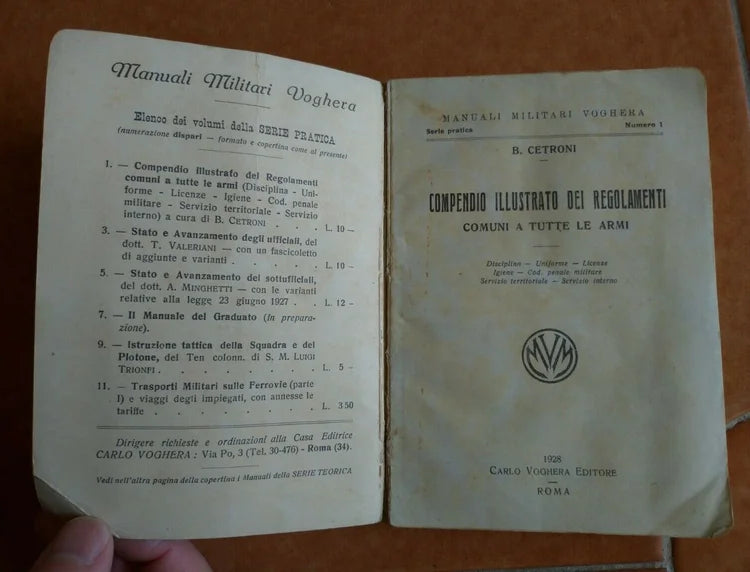 Manuali Militari Voghera
Elenco dei volumi della SERIE PRATICA
(numerazione dispari — formato e copertina come al presente)
1. — Compendio Illustrato dei Regolamenti
comuni a tutte le armi (Disciplina - Uni-
forme - Licenze - Igiene - Cod. penale
militare - Servizio territoriale - Servizio
interno) a cura di B. CETRONI . . L. 10 —
3. — Stato e Avanzamento degli ufficiali, del
dott. T. VALERIANI — con un fascicoletto
di aggiunte e varianti . . . . L. 10 —
5. — Stato e Avanzamento dei sottufficiali,
del dott. A. MINGHETTI — con le varianti
relative alla legge 23 giugno 1927 . L. 12 —
7. — Il Manuale del Graduato (In prepara-
zione).
9. — Istruzione tattica della Squadra e del
Plotone, del Ten colonn. di S. M. LUIGI
TRIONFI . . . . . . . L. 5 —
11. — Trasporti Militari sulle Ferrovie (parte
I) e viaggi degli impiegati, con annesse le
tariffe . . . . . . . L. 3 50
Dirigere richieste e ordinazioni alla Casa Editrice
CARLO VOGHERA : Via Po, 3 (Tel. 30-476) - Roma (34).
Vedi nell'altra pagina della copertina i Manuali della SERIE TEORICA
MANUALI MILITARI VOGHERA
Serie pratica Numero 1
B. CETRONI
COMPENDIO ILLUSTRATO DEI REGOLAMENTI
COMUNI A TUTTE LE ARMI
Disciplina — Uniforme — Licenze
Igiene — Cod. penale militare
Servizio territoriale — Servizio interno
MVM
1928
CARLO VOGHERA EDITORE
ROMA